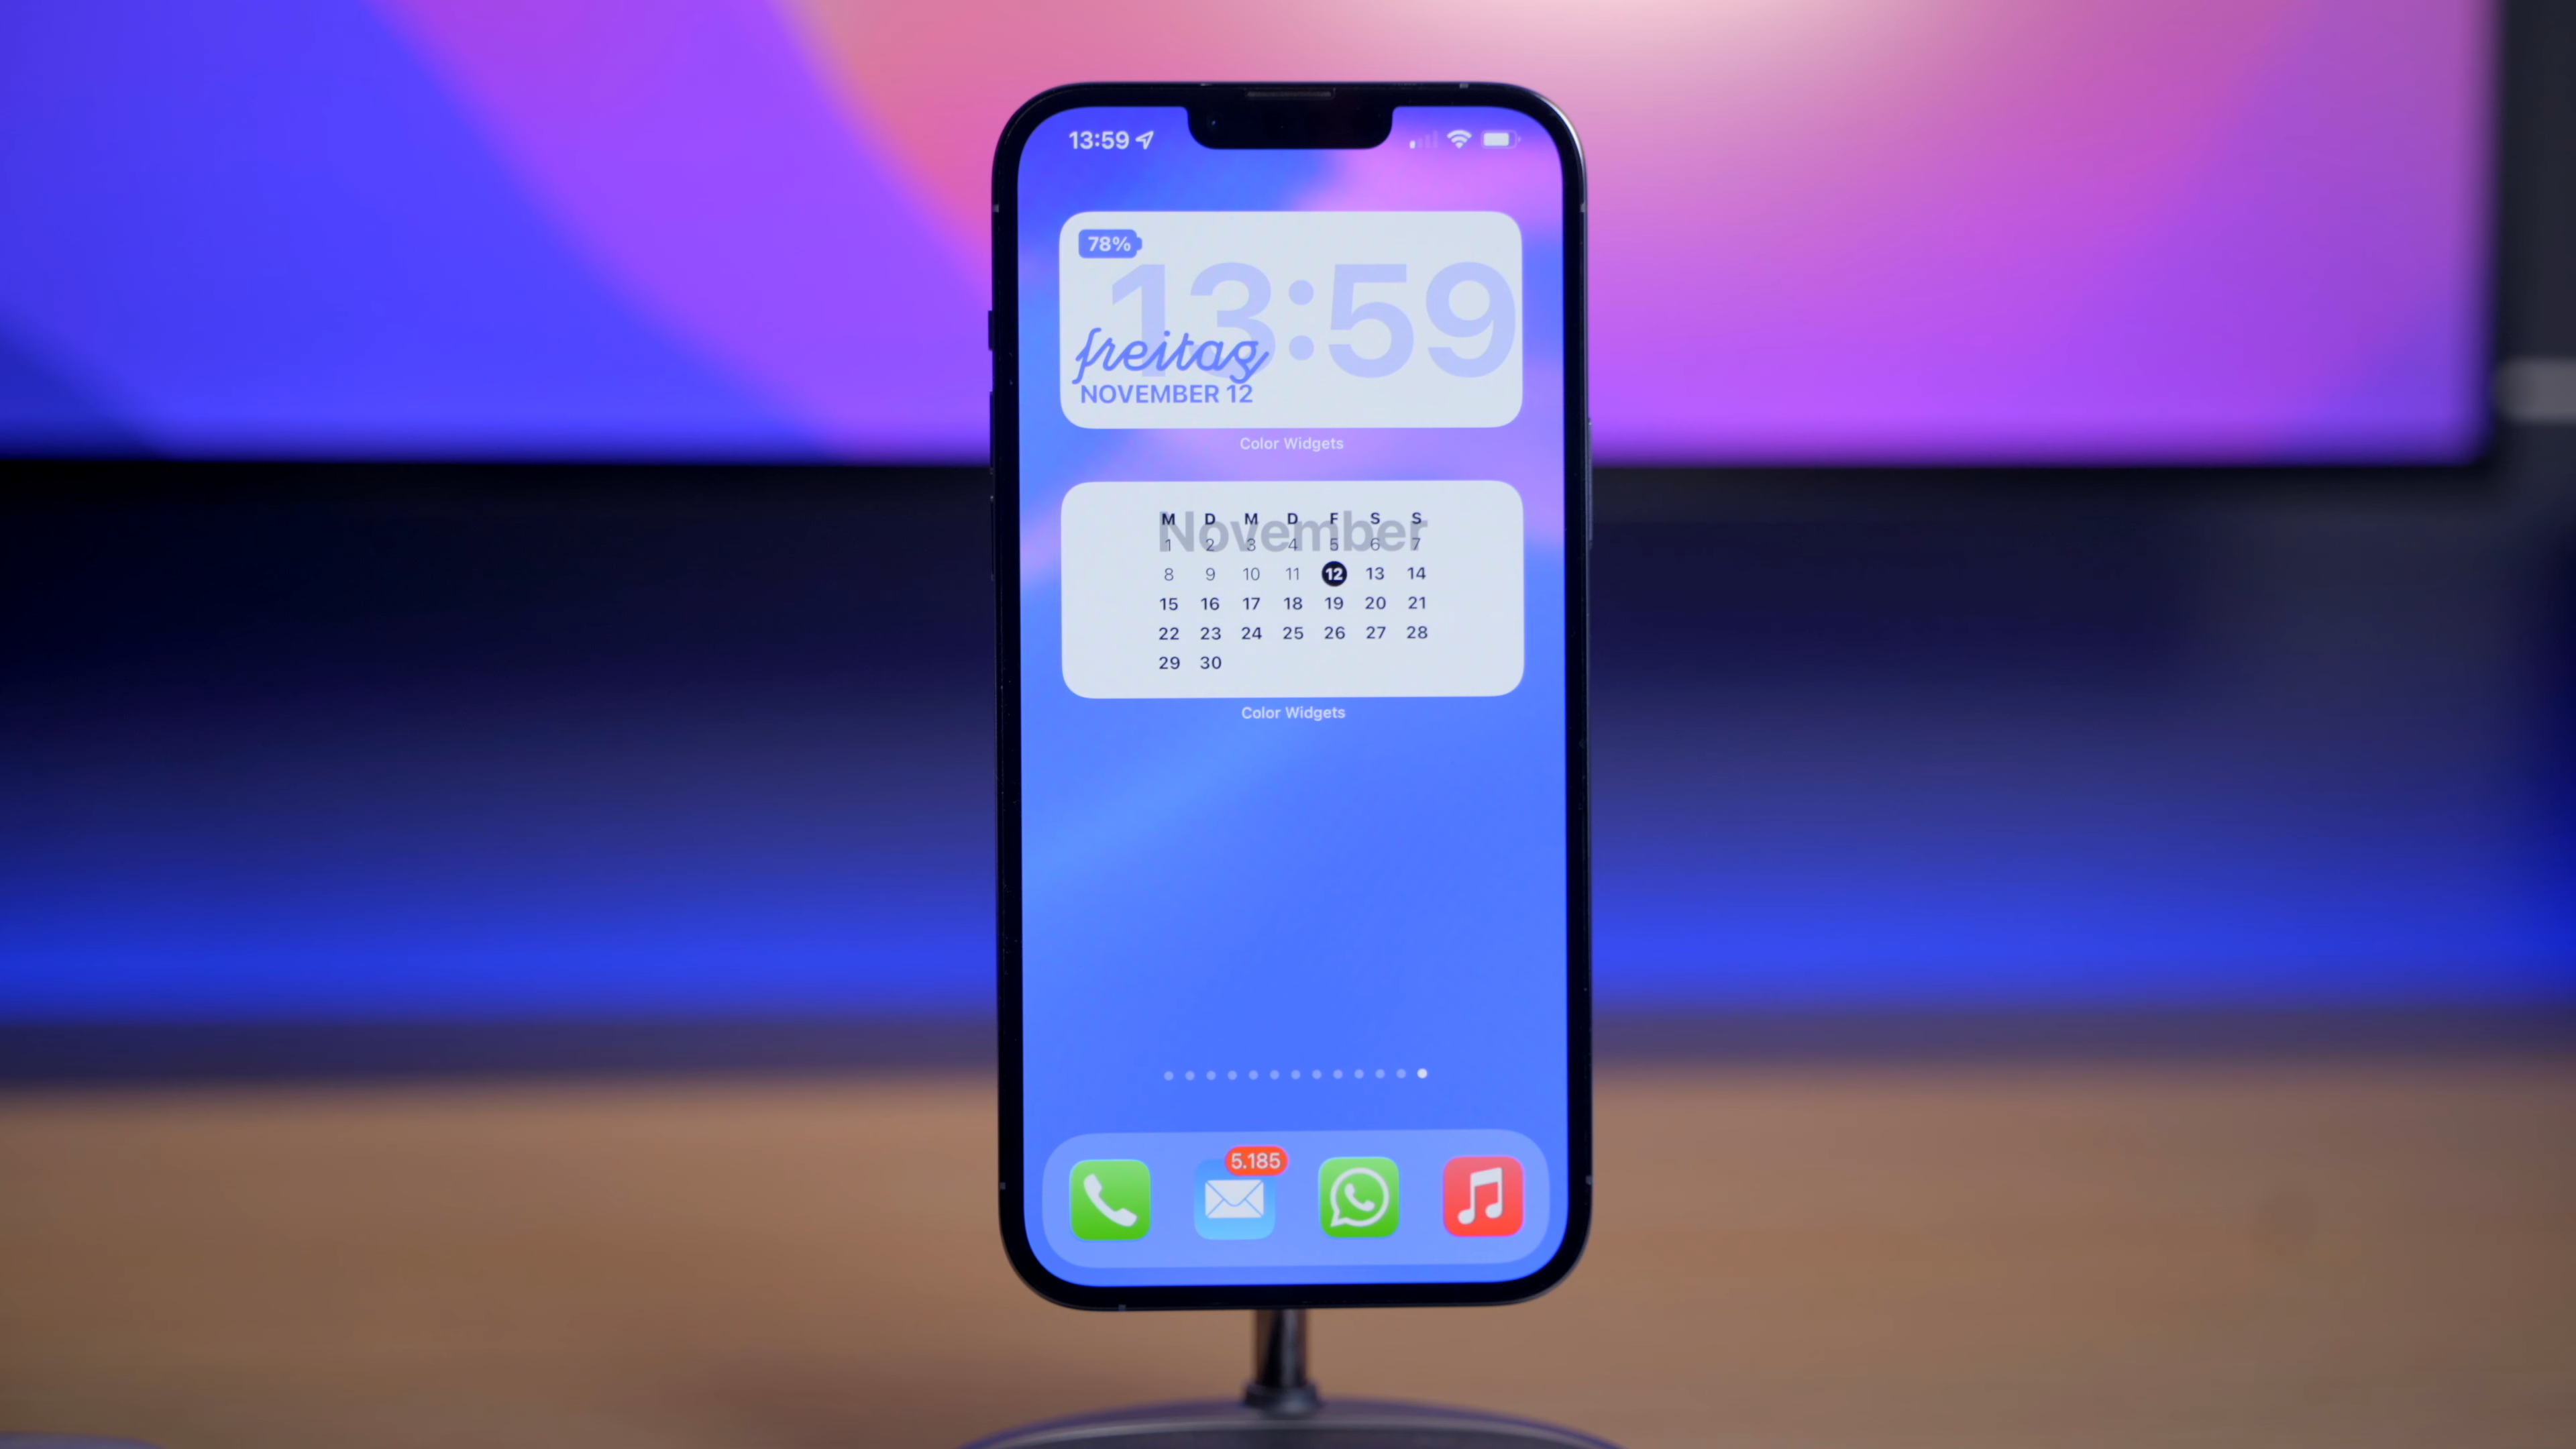 13:59
78%
13:59
freitag
NOVEMBER 12
Color Widgets
November
M D M D F S S
1 2 3 4 5 6 7
8 9 10 11 12 13 14
15 16 17 18 19 20 21
22 23 24 25 26 27 28
29 30
Color Widgets
5.185